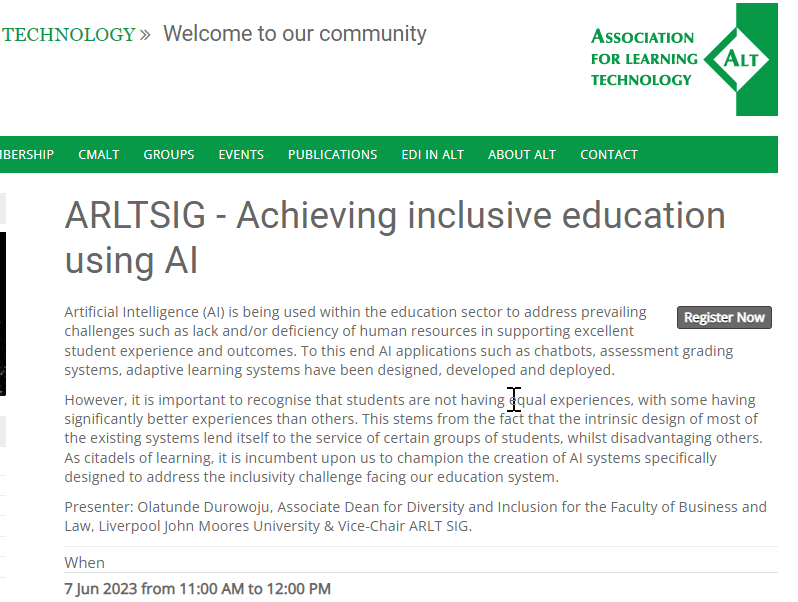 TECHNOLOGY » Welcome to our community
ASSOCIATION
FOR LEARNING
TECHNOLOGY
ALT
MBERSHIP CMALT GROUPS EVENTS PUBLICATIONS EDI IN ALT ABOUT ALT CONTACT
ARLTSIG - Achieving inclusive education
using AI
Register Now
Artificial Intelligence (AI) is being used within the education sector to address prevailing
challenges such as lack and/or deficiency of human resources in supporting excellent
student experience and outcomes. To this end AI applications such as chatbots, assessment grading
systems, adaptive learning systems have been designed, developed and deployed.
However, it is important to recognise that students are not having equal experiences, with some having
significantly better experiences than others. This stems from the fact that the intrinsic design of most of
the existing systems lend itself to the service of certain groups of students, whilst disadvantaging others.
As citadels of learning, it is incumbent upon us to champion the creation of AI systems specifically
designed to address the inclusivity challenge facing our education system.
Presenter: Olatunde Durowoju, Associate Dean for Diversity and Inclusion for the Faculty of Business and
Law, Liverpool John Moores University & Vice-Chair ARLT SIG.
When
7 Jun 2023 from 11:00 AM to 12:00 PM